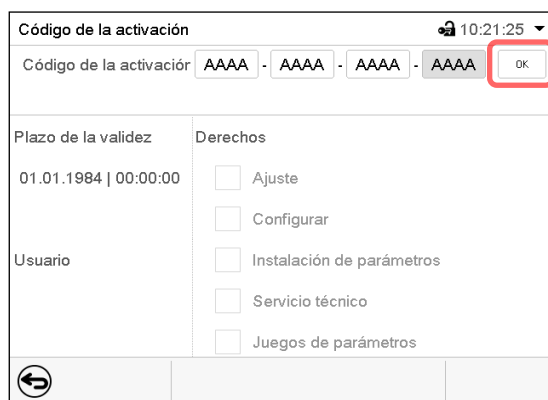 Código de la activación 10:21:25
Código de la activación AAAA - AAAA - AAAA - AAAA OK
Plazo de la validez Derechos
01.01.1984 | 00:00:00 Ajuste
Configurar
Usuario Instalación de parámetros
Servicio técnico
Juegos de parámetros